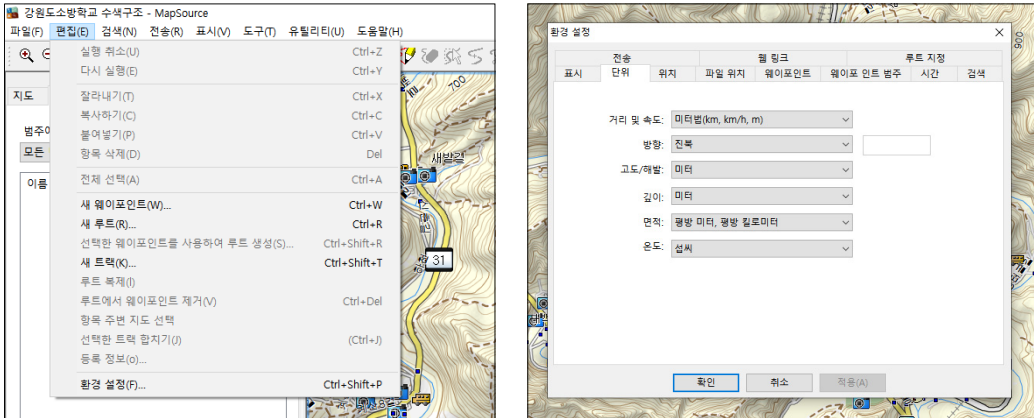 강원도소방학교 수색구조 - MapSource
파일(F) 편집(E) 검색(N) 전송(R) 표시(V) 도구(T) 유틸리티(U) 도움말(H)
실행 취소(U) Ctrl+Z
다시 실행(E) Ctrl+Y
잘라내기(T) Ctrl+X
복사하기(C) Ctrl+C
붙여넣기(P) Ctrl+V
항목 삭제(D) Del
전체 선택(A) Ctrl+A
새 웨이포인트(W)... Ctrl+W
새 루트(R)... Ctrl+R
선택한 웨이포인트를 사용하여 루트 생성(S)... Ctrl+Shift+R
새 트랙(K)... Ctrl+Shift+T
루트 복제(I)
루트에서 웨이포인트 제거(V) Ctrl+Del
항목 주변 지도 선택
선택한 트랙 합치기(J) (Ctrl+J)
등록 정보(o)...
환경 설정(F)... Ctrl+Shift+P
지도
범주에
모든
이름
700
새발길
31
환경 설정
전송 웹 링크 루트 지정
표시 단위 위치 파일 위치 웨이포인트 웨이포 인트 범주 시간 검색
거리 및 속도: 미터법(km, km/h, m)
방향: 진북
고도/해발: 미터
깊이: 미터
면적: 평방 미터, 평방 킬로미터
온도: 섭씨
확인 취소 적용(A)
900